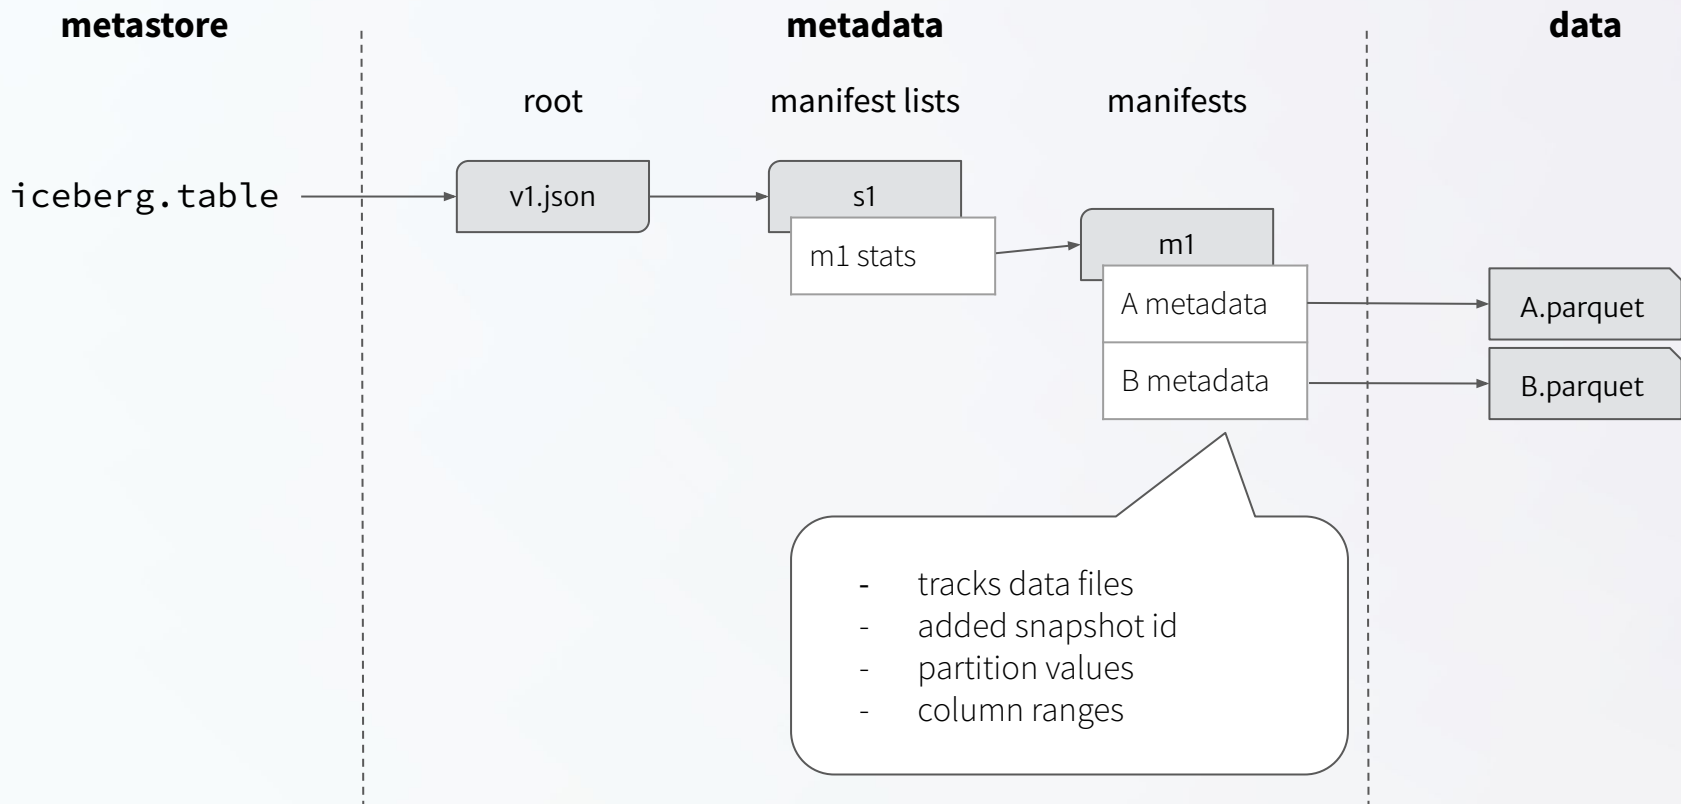 metastore
metadata
data
root
manifest lists
manifests
iceberg.table
v1.json
s1
m1 stats
m1
A metadata
B metadata
A.parquet
B.parquet
- tracks data files
- added snapshot id
- partition values
- column ranges